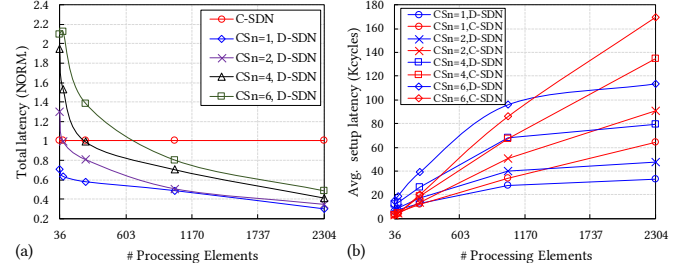 2.4
2.2
2
1.8
1.6
1.4
1.2
1
0.8
0.6
0.4
0.2
Total latency (NORM.)
C-SDN
CSn=1, D-SDN
CSn=2, D-SDN
CSn=4, D-SDN
CSn=6, D-SDN
36 603 1170 1737 2304
# Processing Elements
(a)
180
160
140
120
100
80
60
40
20
0
Avg. setup latency (Kcycles)
CSn=1,D-SDN
CSn=1,C-SDN
CSn=2,D-SDN
CSn=2,C-SDN
CSn=4,D-SDN
CSn=4,C-SDN
CSn=6,D-SDN
CSn=6,C-SDN
36 603 1170 1737 2304
# Processing Elements
(b)